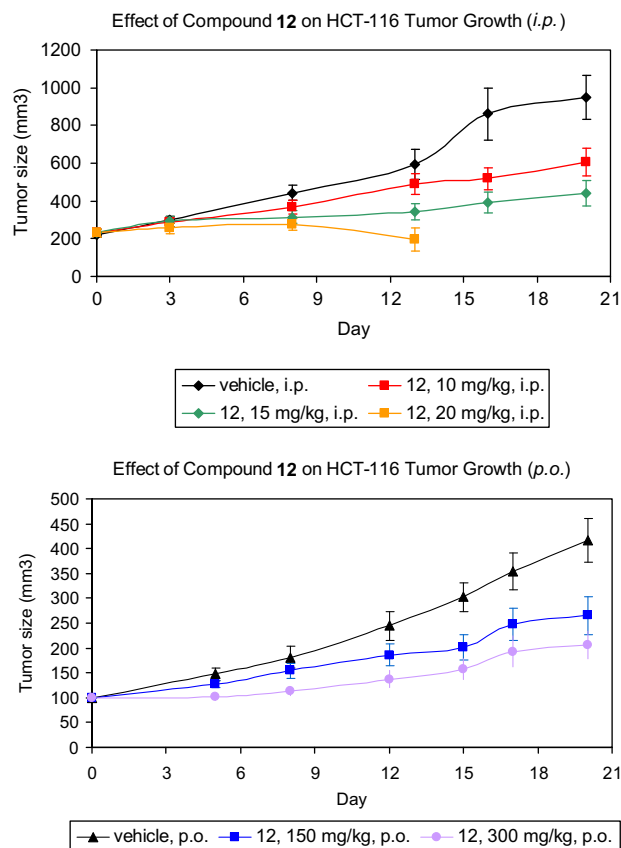 Effect of Compound 12 on HCT-116 Tumor Growth (i.p.)
Tumor size (mm3)
1200
1000
800
600
400
200
0
0 3 6 9 12 15 18 21
Day
vehicle, i.p. 12, 10 mg/kg, i.p.
12, 15 mg/kg, i.p. 12, 20 mg/kg, i.p.
Effect of Compound 12 on HCT-116 Tumor Growth (p.o.)
Tumor size (mm3)
500
450
400
350
300
250
200
150
100
50
0
0 3 6 9 12 15 18 21
Day
vehicle, p.o. 12, 150 mg/kg, p.o. 12, 300 mg/kg, p.o.